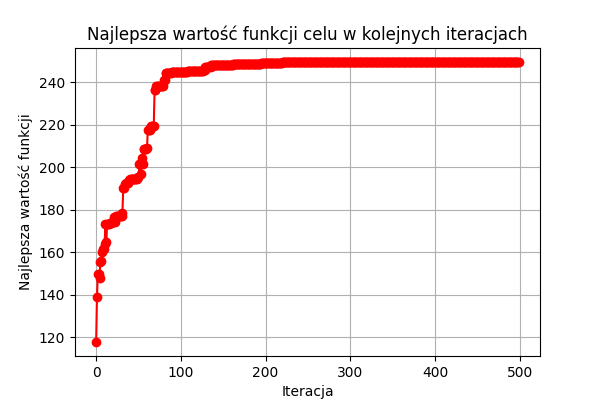 Najlepsza wartość funkcji celu w kolejnych iteracjach
Najlepsza wartość funkcji
240
220
200
180
160
140
120
0 100 200 300 400 500
Iteracja